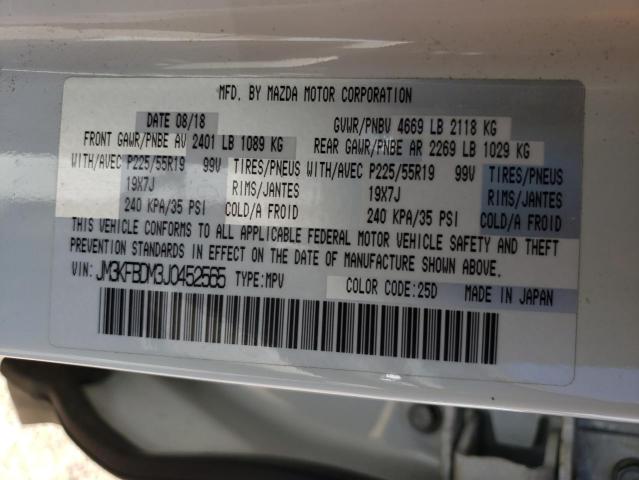 MFD. BY MAZDA MOTOR CORPORATION
DATE 08/18 GVWR/PNBV 4669 LB 2118 KG
FRONT GAWR/PNBE AV 2401 LB 1089 KG REAR GAWR/PNBE AR 2269 LB 1029 KG
WITH/AVEC P225/55R19 99V TIRES/PNEUS WITH/AVEC P225/55R19 99V TIRES/PNEUS
19X7J RIMS/JANTES 19X7J RIMS/JANTES
240 KPA/35 PSI COLD/A FROID 240 KPA/35 PSI COLD/A FROID
THIS VEHICLE CONFORMS TO ALL APPLICABLE FEDERAL MOTOR VEHICLE SAFETY AND THEFT
PREVENTION STANDARDS IN EFFECT ON THE DATE OF MANUFACTURE SHOWN ABOVE.
VIN: JM3KFBDM3J0452565 TYPE: MPV COLOR CODE: 25D MADE IN JAPAN